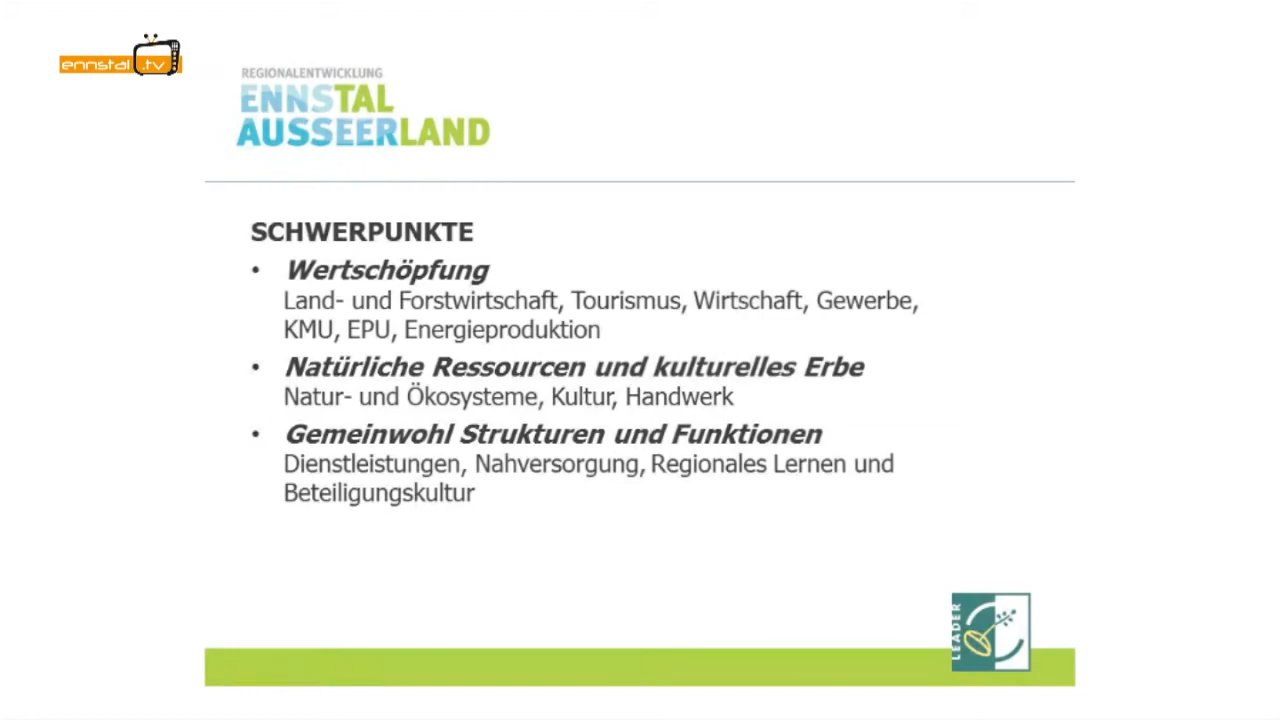 ennstal.tv
REGIONALENTWICKLUNG
ENNSTAL
AUSSEERLAND
SCHWERPUNKTE
• Wertschöpfung
Land- und Forstwirtschaft, Tourismus, Wirtschaft, Gewerbe,
KMU, EPU, Energieproduktion
• Natürliche Ressourcen und kulturelles Erbe
Natur- und Ökosysteme, Kultur, Handwerk
• Gemeinwohl Strukturen und Funktionen
Dienstleistungen, Nahversorgung, Regionales Lernen und
Beteiligungskultur
LEADER